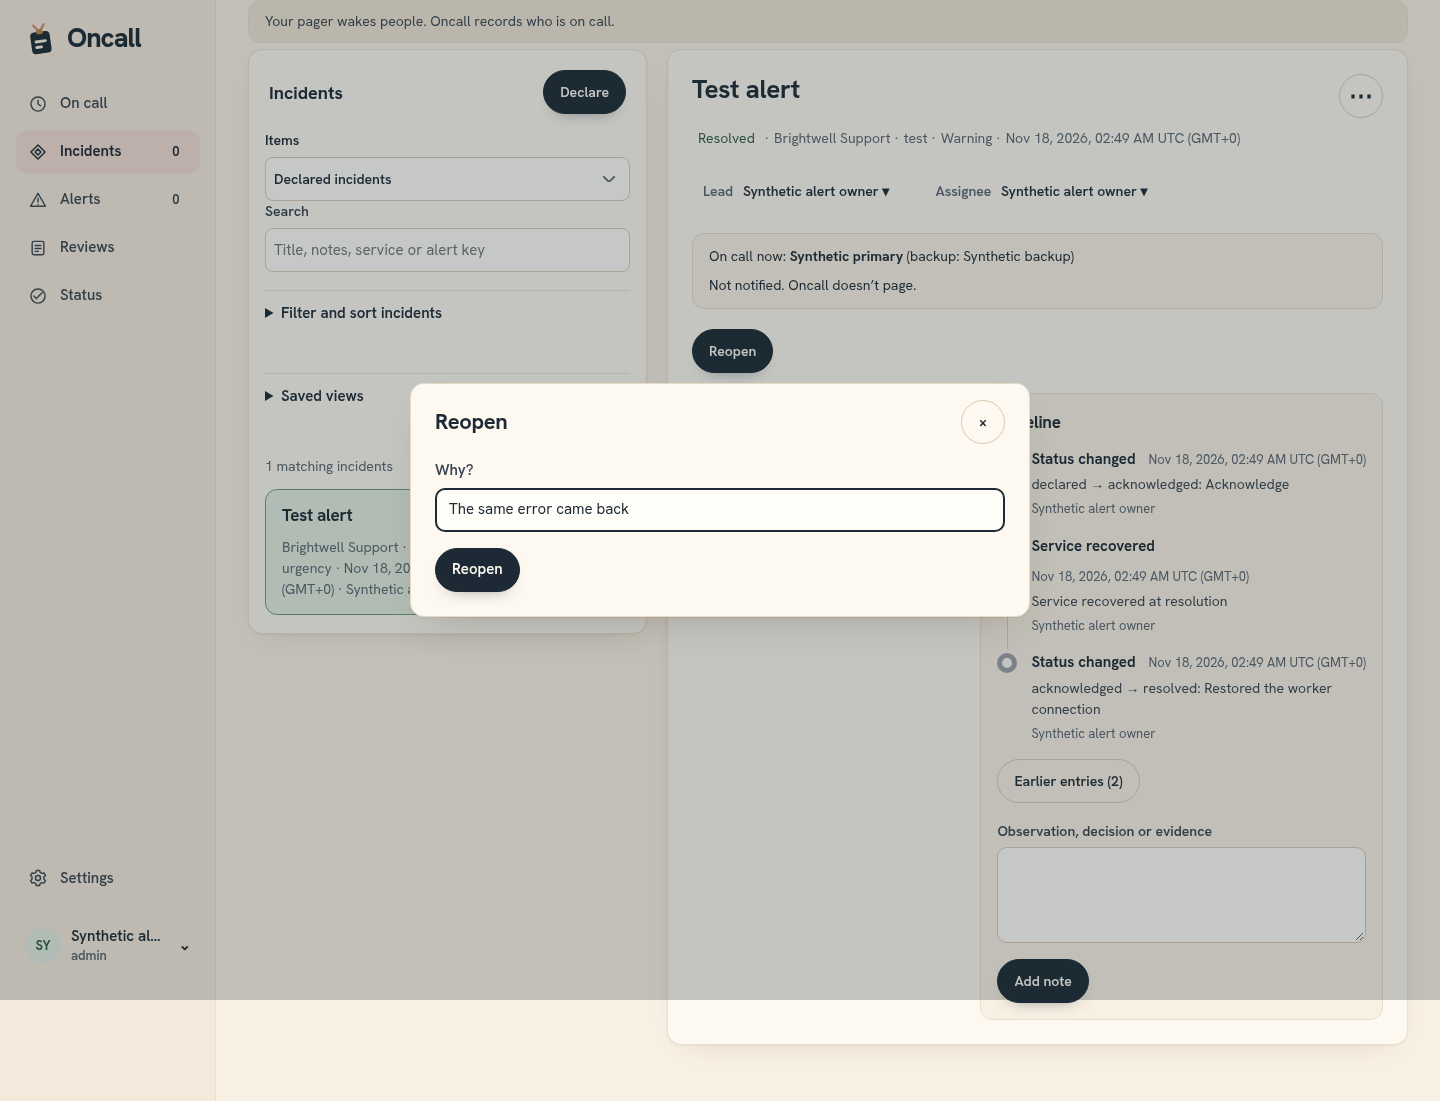 Oncall
On call
Incidents 0
Alerts 0
Reviews
Status
Settings
SY
Synthetic al...
admin
Your pager wakes people. Oncall records who is on call.
Incidents
Declare
Items
Declared incidents
Search
Title, notes, service or alert key
Filter and sort incidents
Saved views
1 matching incidents
Test alert
Brightwell Support ·
urgency · Nov 18, 20
(GMT+0) · Synthetic
Test alert
Resolved · Brightwell Support · test · Warning · Nov 18, 2026, 02:49 AM UTC (GMT+0)
Lead Synthetic alert owner ▾ Assignee Synthetic alert owner ▾
On call now: Synthetic primary (backup: Synthetic backup)
Not notified. Oncall doesn’t page.
Reopen
Reopen
×
Why?
The same error came back
Reopen
eline
Status changed Nov 18, 2026, 02:49 AM UTC (GMT+0)
declared → acknowledged: Acknowledge
Synthetic alert owner
Service recovered
Nov 18, 2026, 02:49 AM UTC (GMT+0)
Service recovered at resolution
Synthetic alert owner
Status changed Nov 18, 2026, 02:49 AM UTC (GMT+0)
acknowledged → resolved: Restored the worker
connection
Synthetic alert owner
Earlier entries (2)
Observation, decision or evidence
Add note